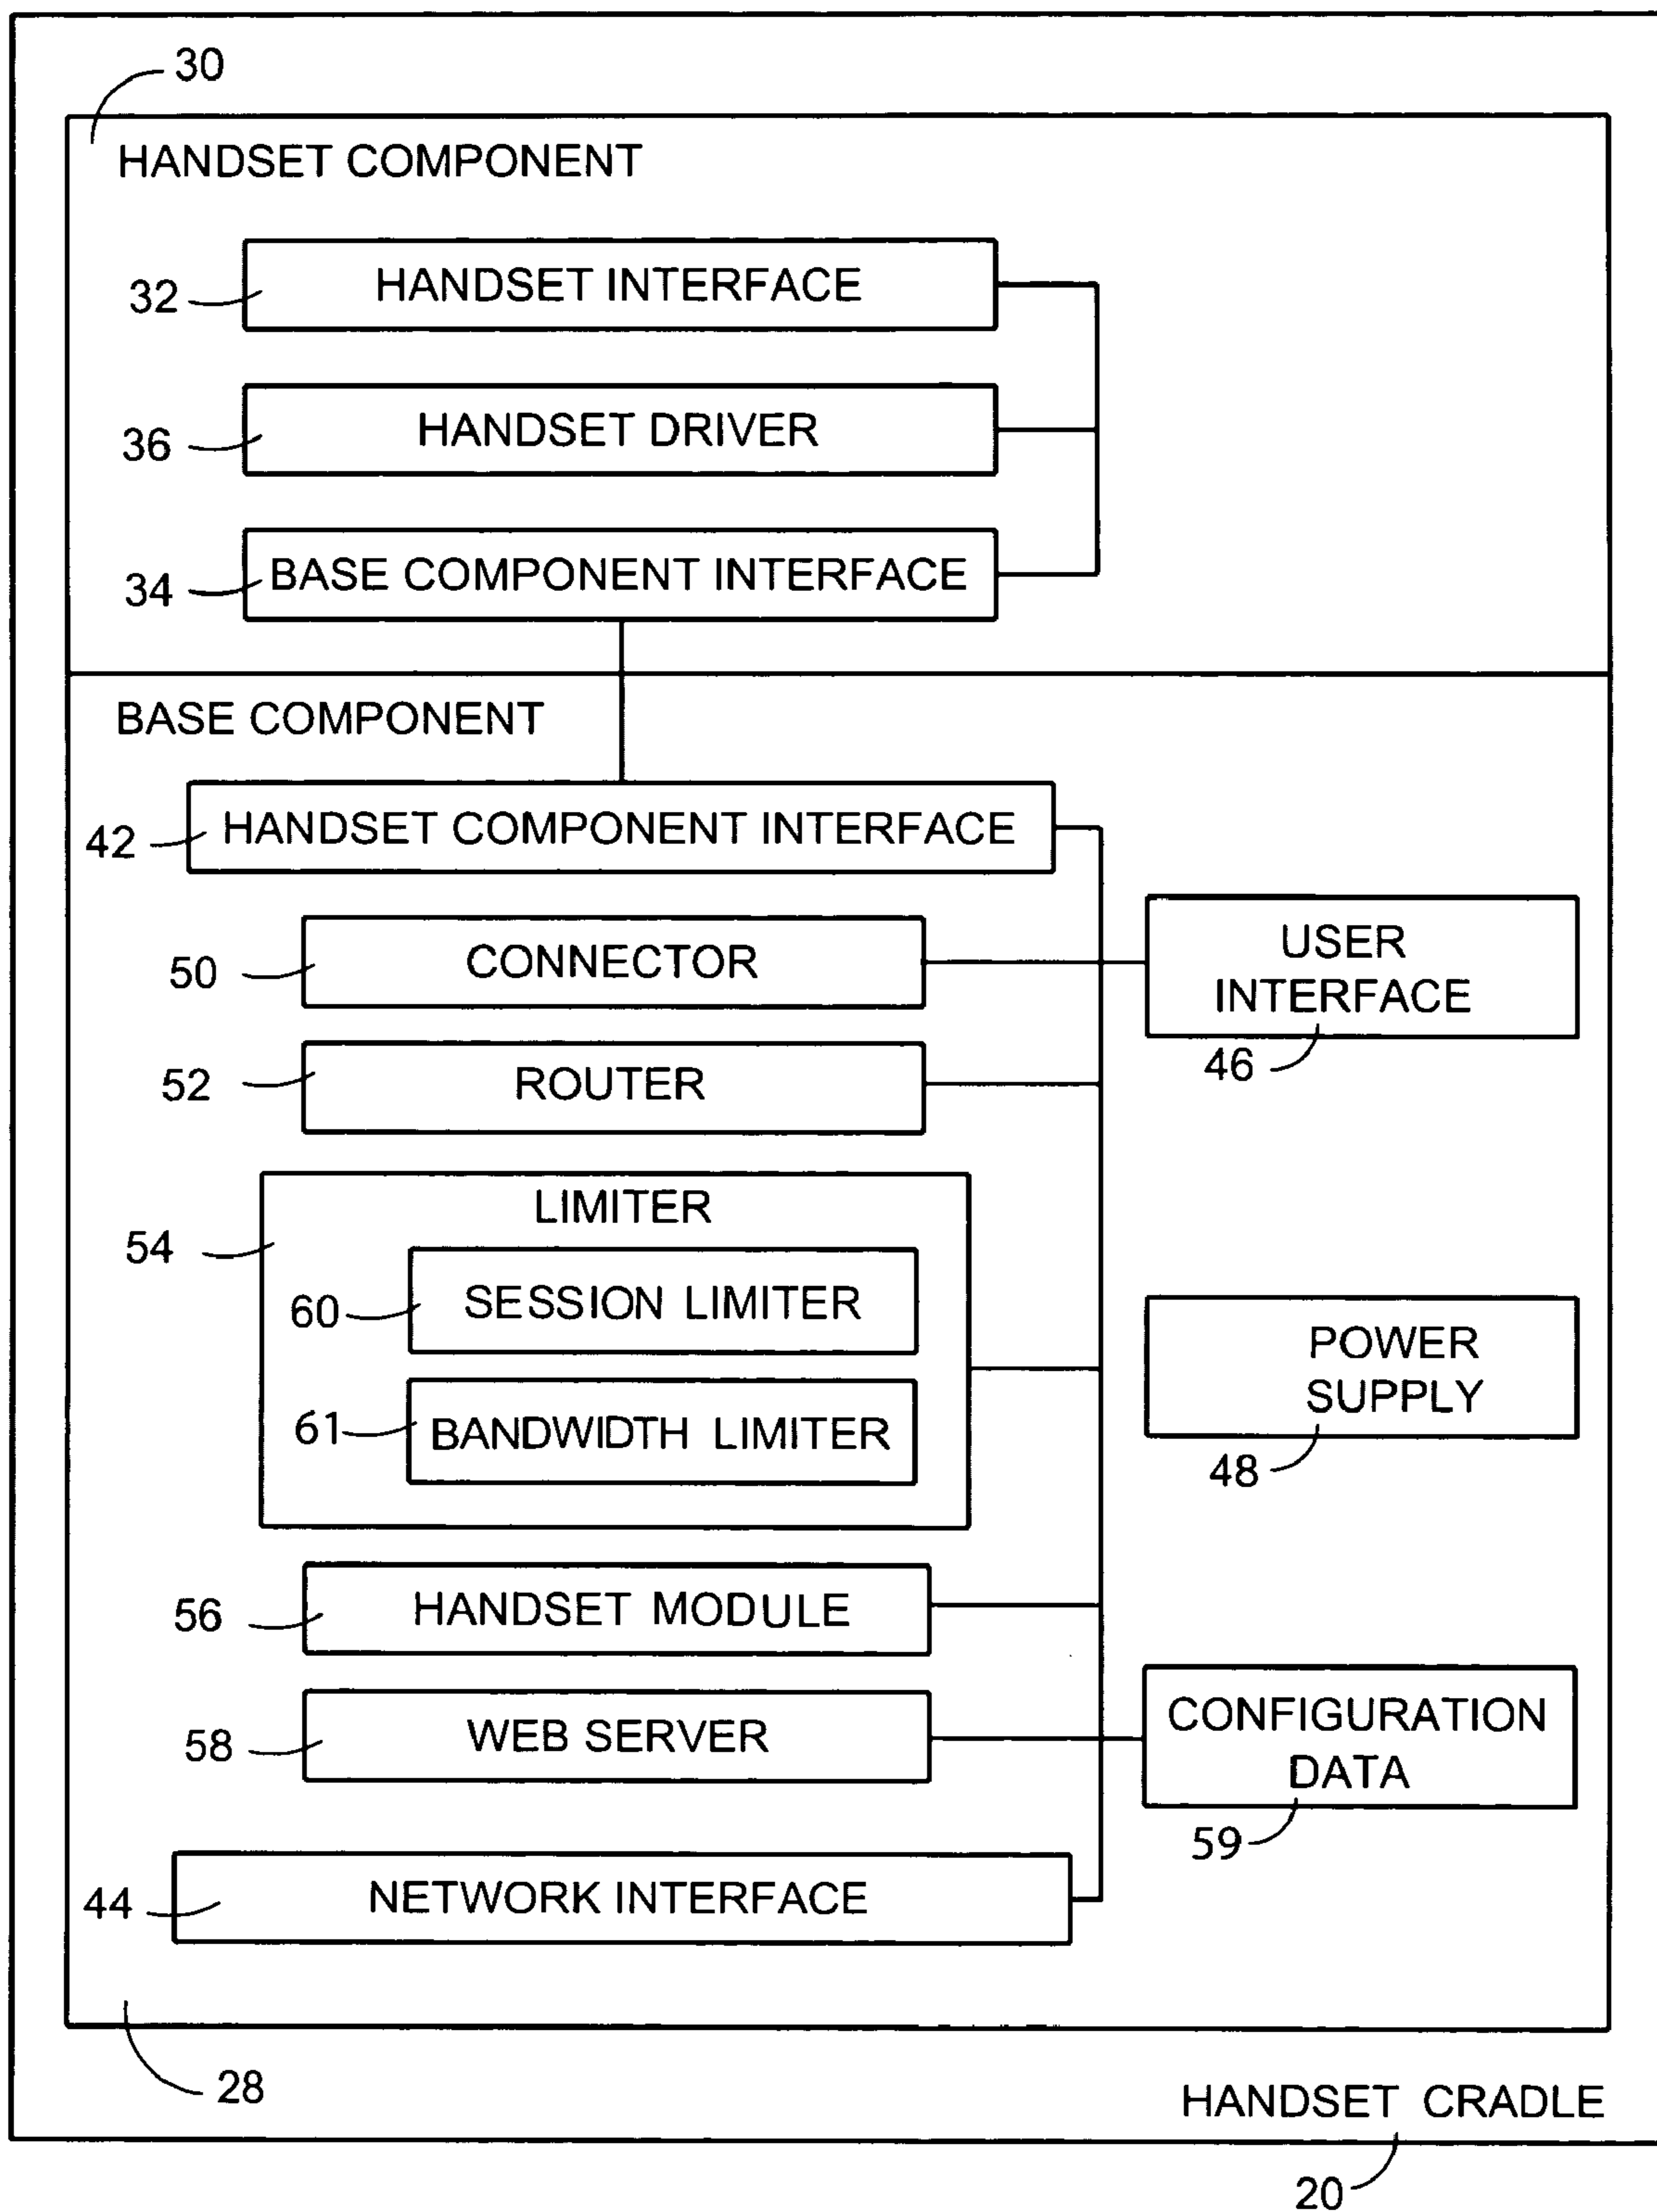 30
HANDSET COMPONENT
32
HANDSET INTERFACE
36
HANDSET DRIVER
34
BASE COMPONENT INTERFACE
BASE COMPONENT
42
HANDSET COMPONENT INTERFACE
50
CONNECTOR
USER
INTERFACE
46
52
ROUTER
54
LIMITER
60
SESSION LIMITER
61
BANDWIDTH LIMITER
POWER
SUPPLY
48
56
HANDSET MODULE
58
WEB SERVER
CONFIGURATION
DATA
59
44
NETWORK INTERFACE
28
HANDSET CRADLE
20